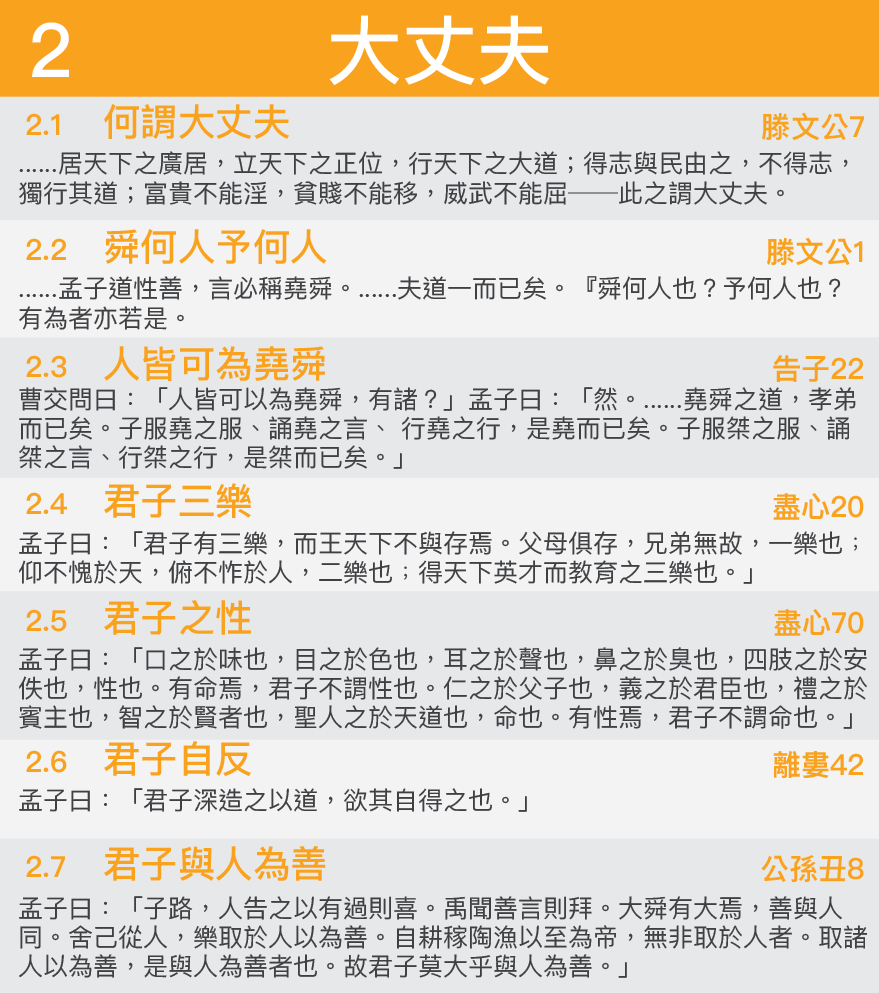 2 大丈夫
2.1 何謂大丈夫 滕文公7
......居天下之廣居，立天下之正位，行天下之大道；得志與民由之，不得志，
獨行其道；富貴不能淫，貧賤不能移，威武不能屈──此之謂大丈夫。
2.2 舜何人予何人 滕文公1
......孟子道性善，言必稱堯舜。......夫道一而已矣。『舜何人也？予何人也？
有為者亦若是。
2.3 人皆可為堯舜 告子22
曹交問曰：「人皆可以為堯舜，有諸？」孟子曰：「然。......堯舜之道，孝弟
而已矣。子服堯之服、誦堯之言、 行堯之行，是堯而已矣。子服桀之服、誦
桀之言、行桀之行，是桀而已矣。」
2.4 君子三樂 盡心20
孟子曰：「君子有三樂，而王天下不與存焉。父母俱存，兄弟無故，一樂也；
仰不愧於天，俯不怍於人，二樂也；得天下英才而教育之三樂也。」
2.5 君子之性 盡心70
孟子曰：「口之於味也，目之於色也，耳之於聲也，鼻之於臭也，四肢之於安
佚也，性也。有命焉，君子不謂性也。仁之於父子也，義之於君臣也，禮之於
賓主也，智之於賢者也，聖人之於天道也，命也。有性焉，君子不謂命也。」
2.6 君子自反 離婁42
孟子曰：「君子深造之以道，欲其自得之也。」
2.7 君子與人為善 公孫丑8
孟子曰：「子路，人告之以有過則喜。禹聞善言則拜。大舜有大焉，善與人
同。舍己從人，樂取於人以為善。自耕稼陶漁以至為帝，無非取於人者。取諸
人以為善，是與人為善者也。故君子莫大乎與人為善。」